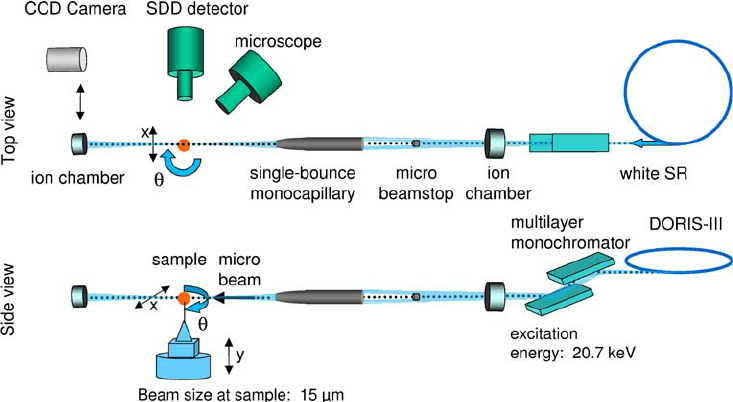 CCD Camera
SDD detector
microscope
Top view
x
θ
ion chamber
single-bounce
monocapillary
micro
beamstop
ion
chamber
white SR
multilayer
monochromator
DORIS-III
Side view
sample
micro
beam
x
θ
y
excitation
energy: 20.7 keV
Beam size at sample: 15 µm